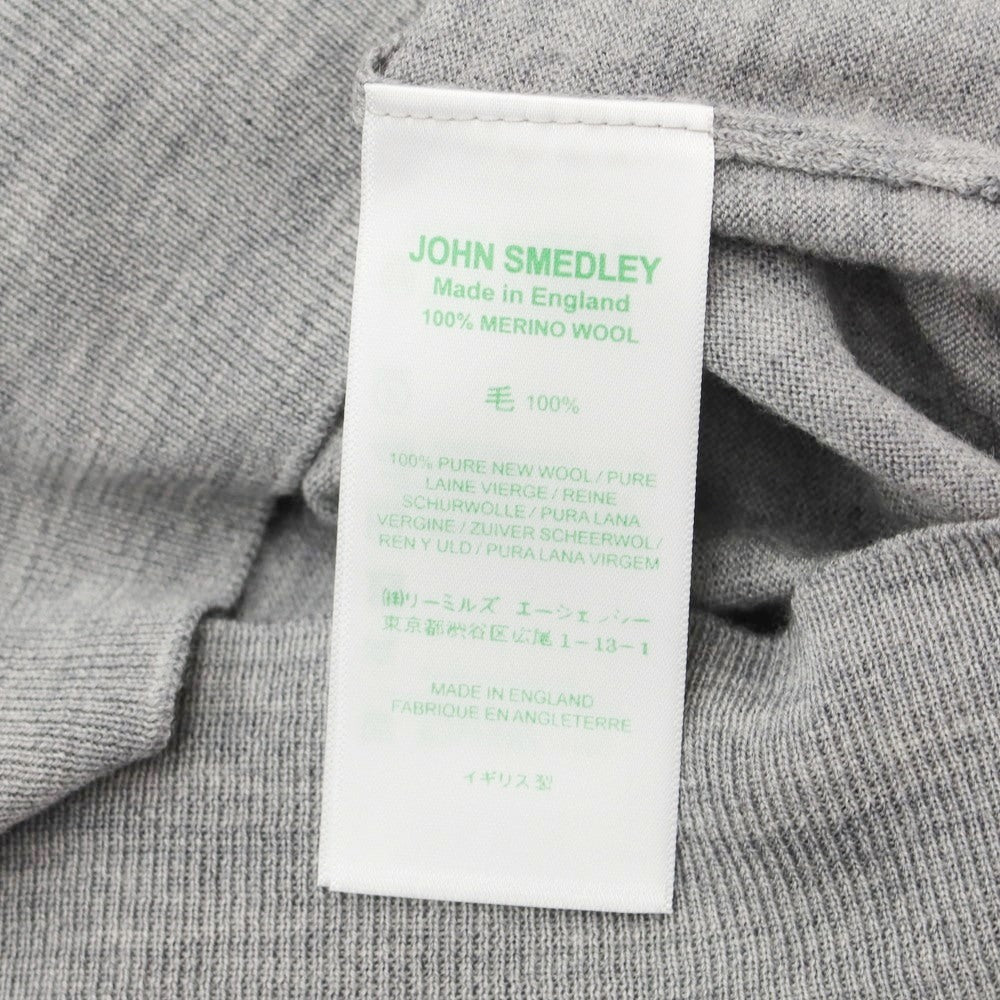 JOHN SMEDLEY
Made in England
100% MERINO WOOL
毛 100%
100% PURE NEW WOOL / PURE
LAINE VIERGE / REINE
SCHURWOLLE / PURA LANA
VERGINE / ZUIVER SCHEERWOL /
REN Y ULD / PURA LANA VIRGEM
㈱リーミルズ エージェンシー
東京都渋谷区広尾1-13-1
MADE IN ENGLAND
FABRIQUE EN ANGLETERRE
イギリス製